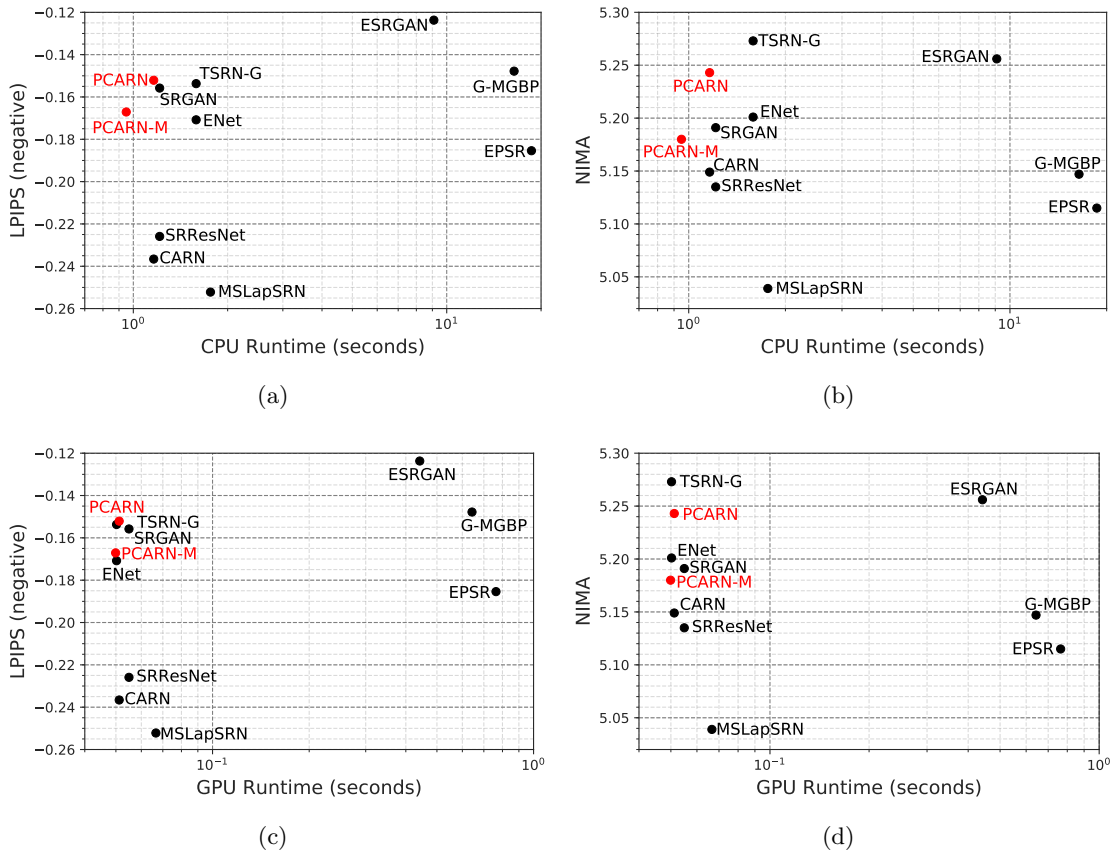 −0.12
−0.14
−0.16
−0.18
−0.20
−0.22
−0.24
−0.26
LPIPS (negative)
ESRGAN
PCARN
TSRN-G
SRGAN
G-MGBP
PCARN-M
ENet
EPSR
SRResNet
CARN
MSLapSRN
10^0
10^1
CPU Runtime (seconds)
(a)
5.30
5.25
5.20
5.15
5.10
5.05
NIMA
TSRN-G
ESRGAN
PCARN
ENet
SRGAN
PCARN-M
CARN
G-MGBP
SRResNet
EPSR
MSLapSRN
10^0
10^1
CPU Runtime (seconds)
(b)
−0.12
−0.14
−0.16
−0.18
−0.20
−0.22
−0.24
−0.26
LPIPS (negative)
ESRGAN
PCARN
TSRN-G
G-MGBP
SRGAN
PCARN-M
ENet
EPSR
SRResNet
CARN
MSLapSRN
10^−1
10^0
GPU Runtime (seconds)
(c)
5.30
5.25
5.20
5.15
5.10
5.05
NIMA
TSRN-G
ESRGAN
PCARN
ENet
SRGAN
PCARN-M
CARN
G-MGBP
SRResNet
EPSR
MSLapSRN
10^−1
10^0
GPU Runtime (seconds)
(d)